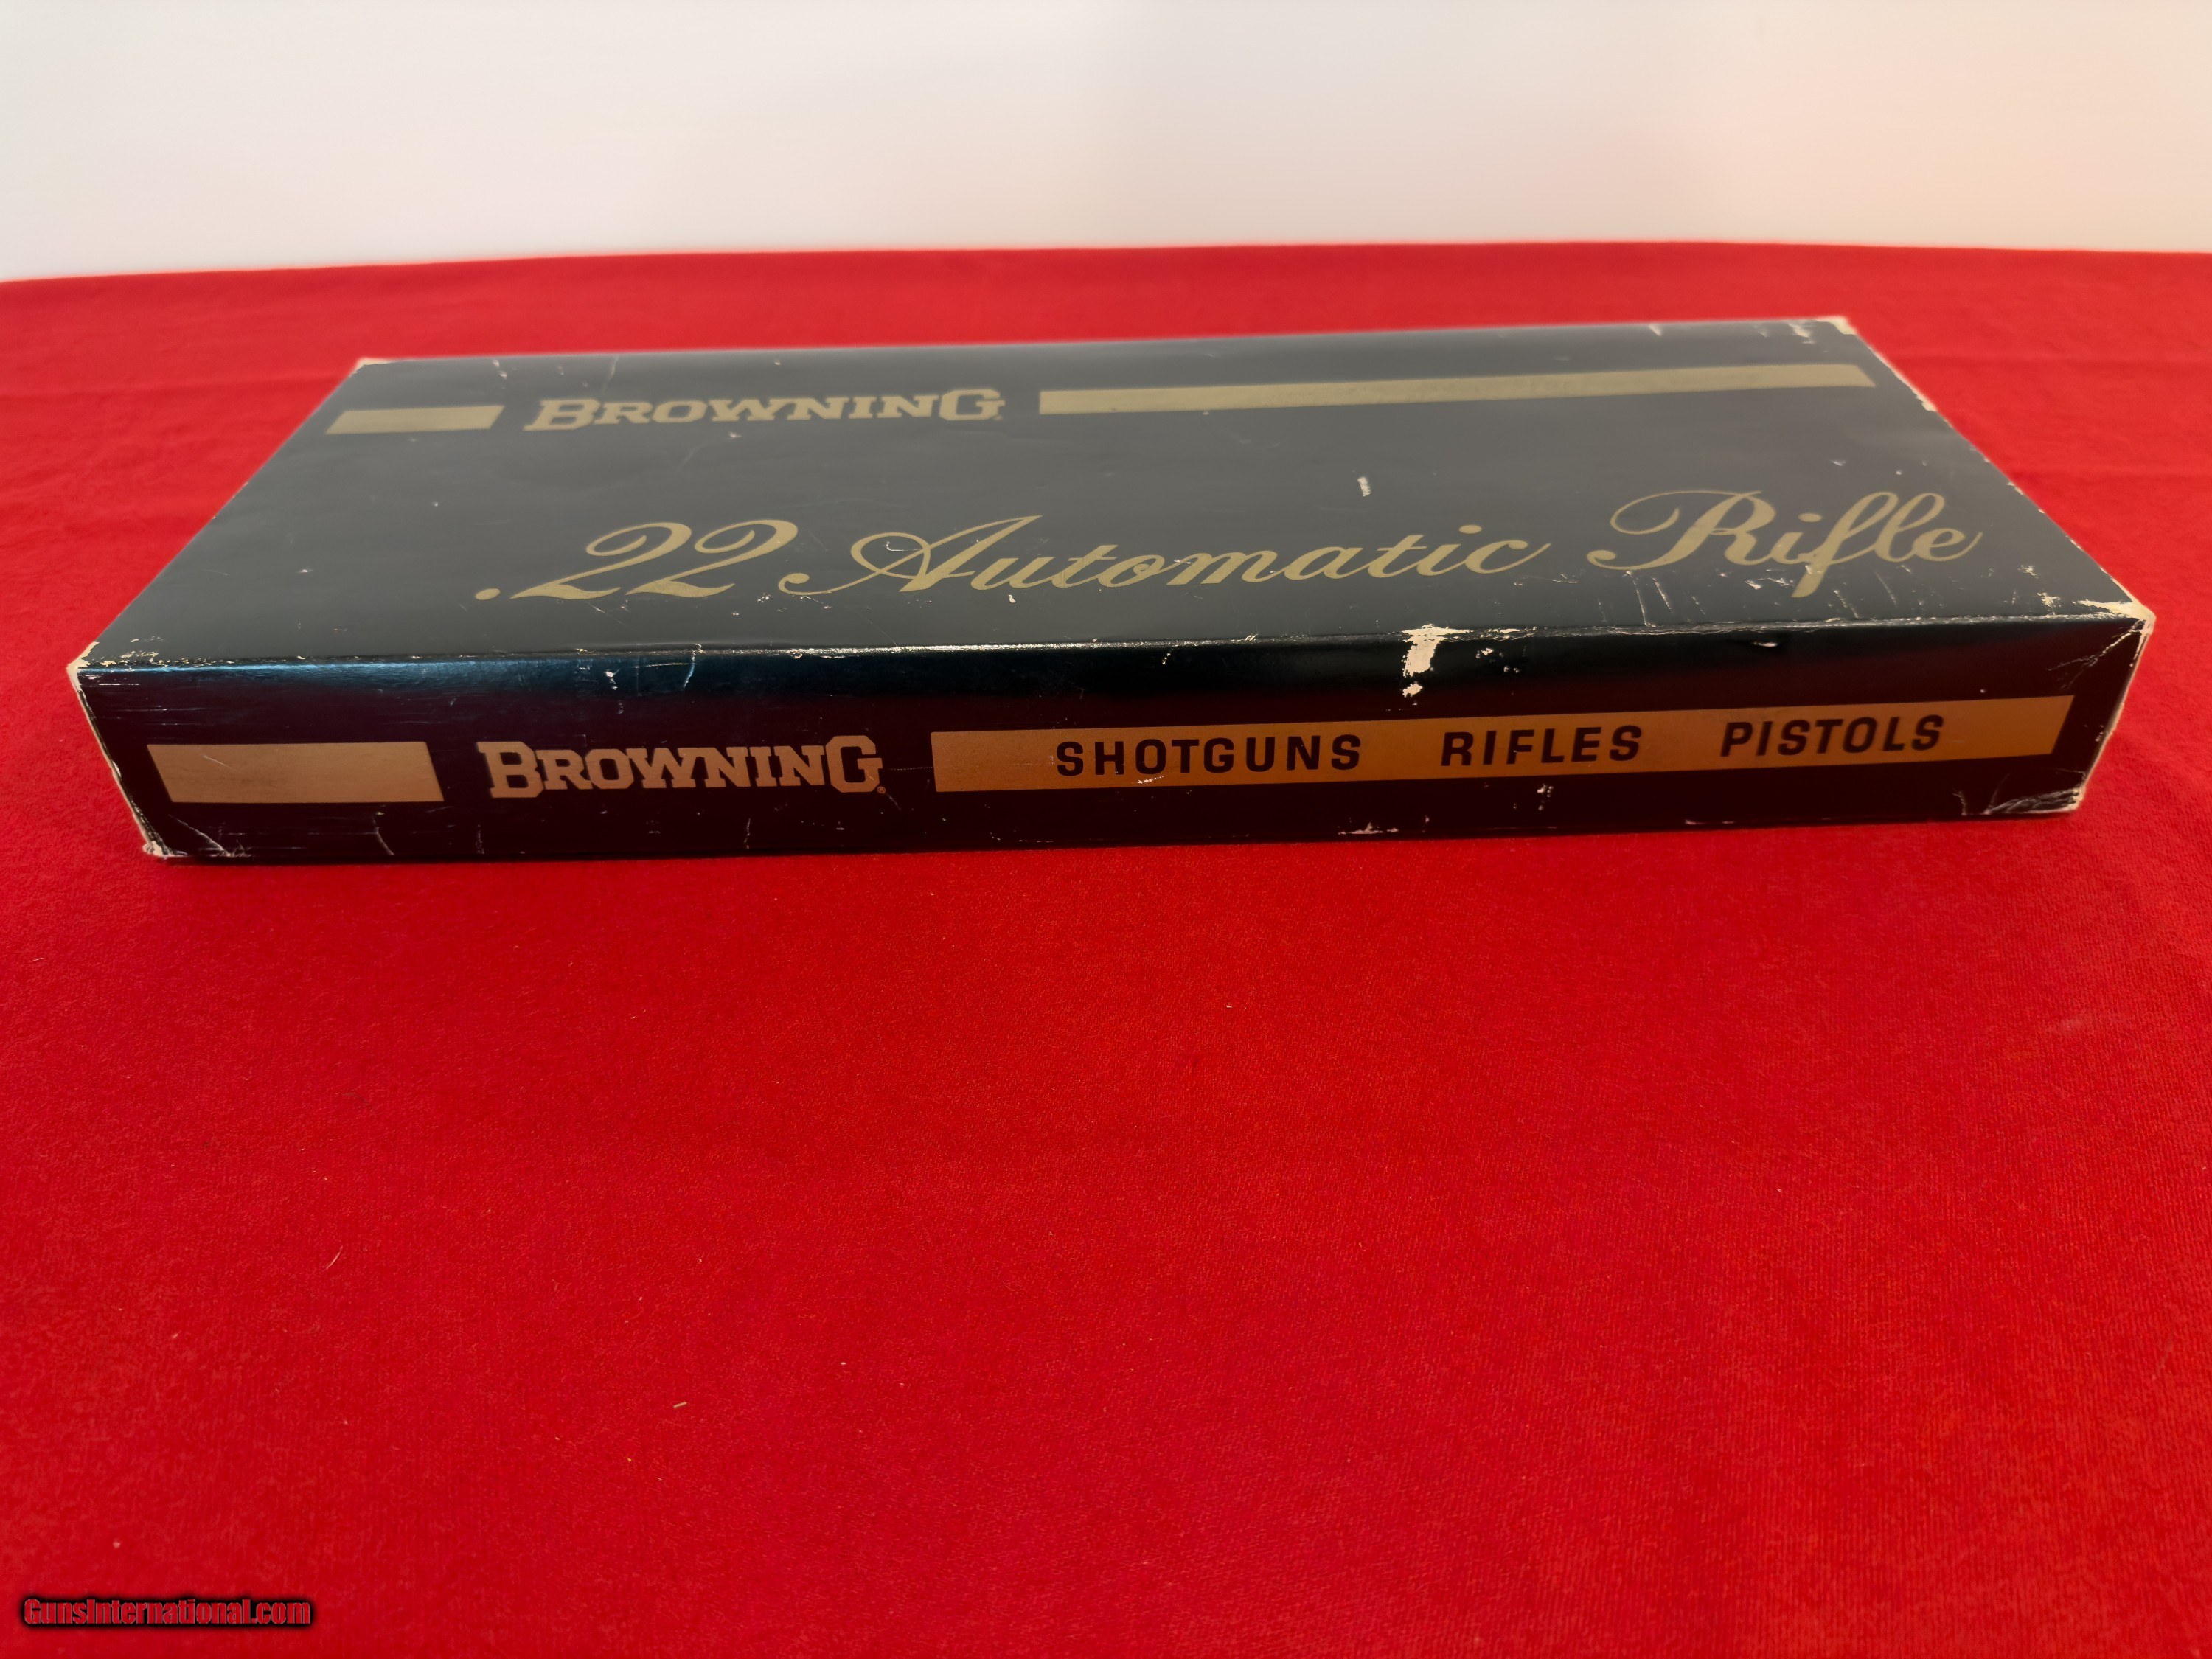 BROWNING
.22 Automatic Rifle
BROWNING® SHOTGUNS RIFLES PISTOLS
GunsInternational.com